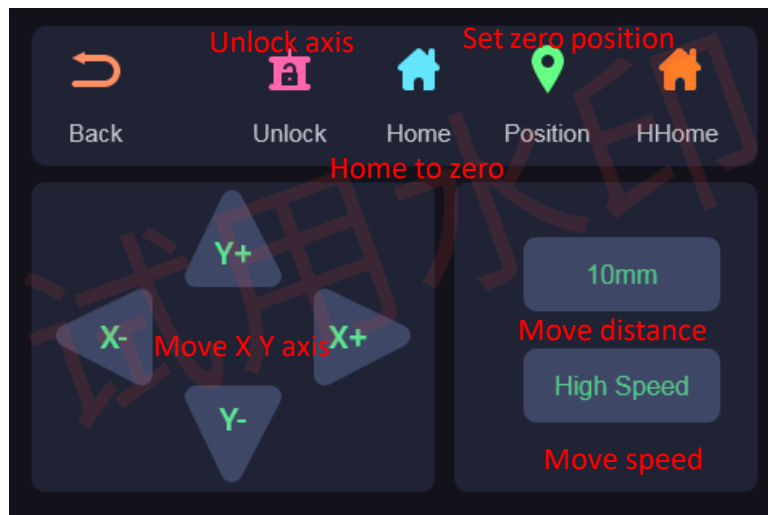 Unlock axis
Set zero position
Back
Unlock
Home
Position
HHome
Home to zero
Y+
X-
Move X Y axis
X+
Y-
10mm
Move distance
High Speed
Move speed
试用水印